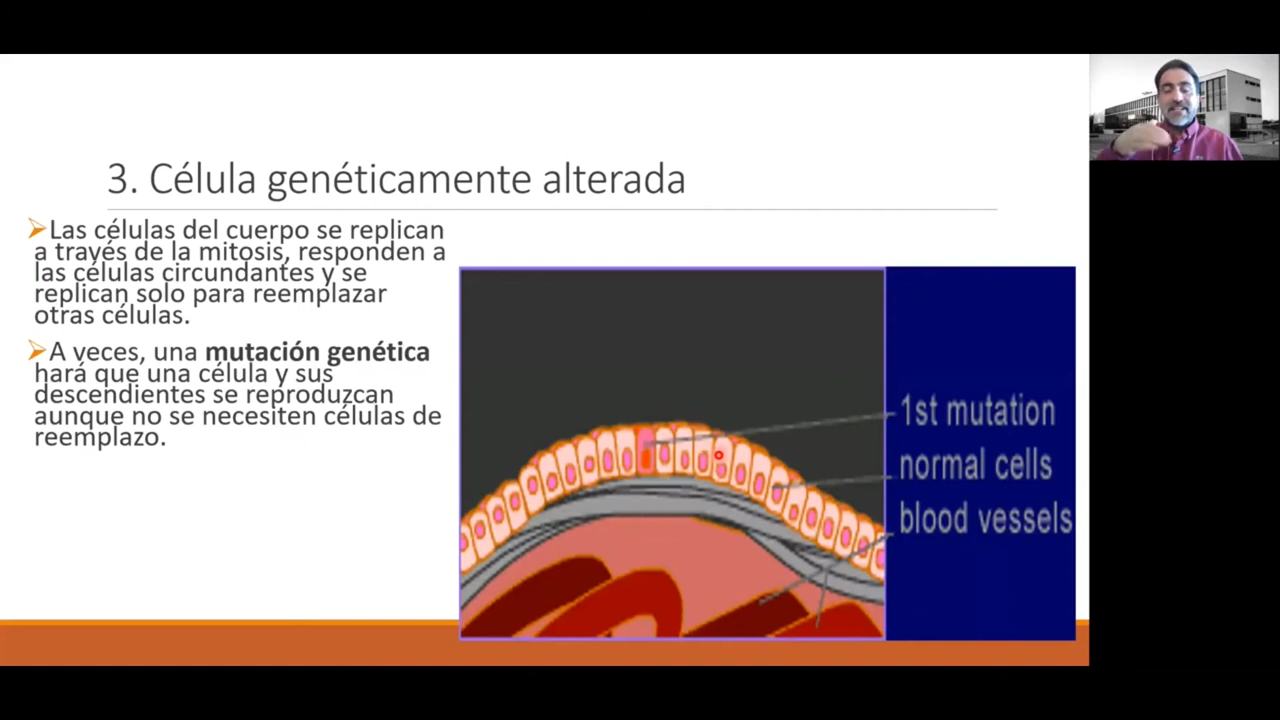 3. Célula genéticamente alterada
Las células del cuerpo se replican
a través de la mitosis, responden a
las células circundantes y se
replican solo para reemplazar
otras células.
A veces, una mutación genética
hará que una célula y sus
descendientes se reproduzcan
aunque no se necesiten células de
reemplazo.
1st mutation
normal cells
blood vessels